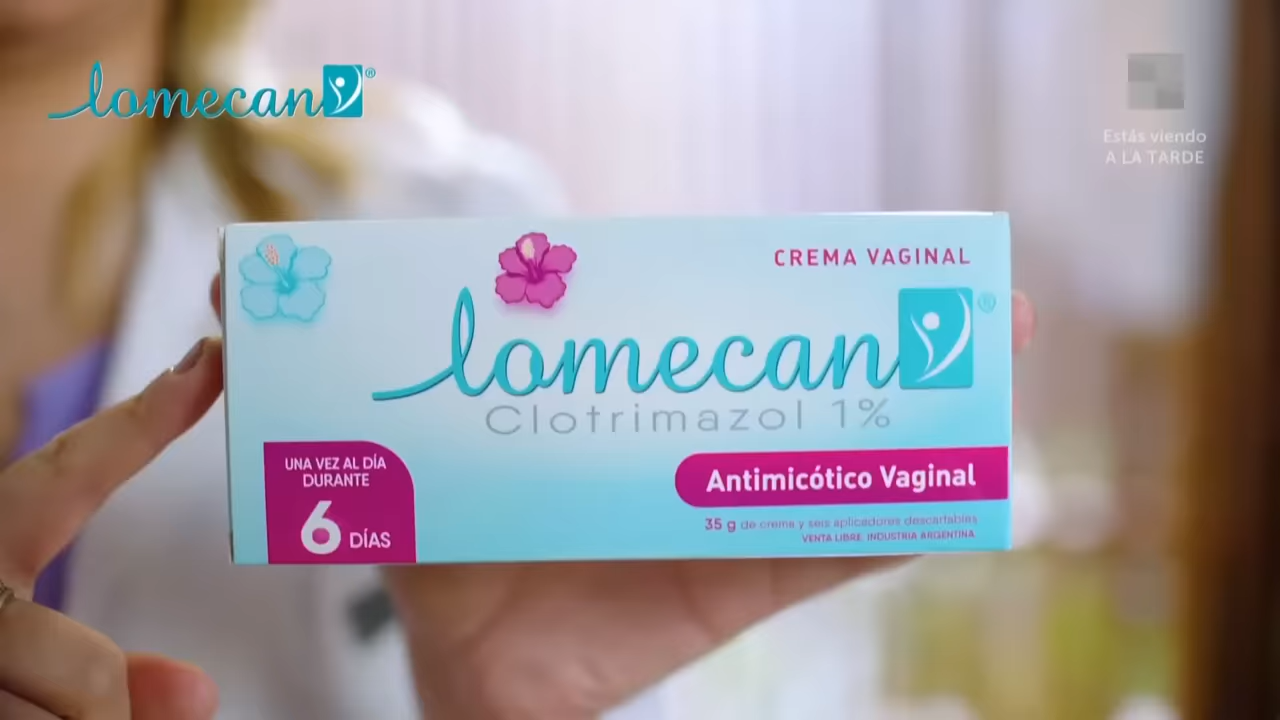 lomecan®
Estás viendo
A LA TARDE
CREMA VAGINAL
lomecan®
Clotrimazol 1%
UNA VEZ AL DÍA
DURANTE
6 DÍAS
Antimicótico Vaginal
35 g de crema y seis aplicadores descartables
VENTA LIBRE. INDUSTRIA ARGENTINA